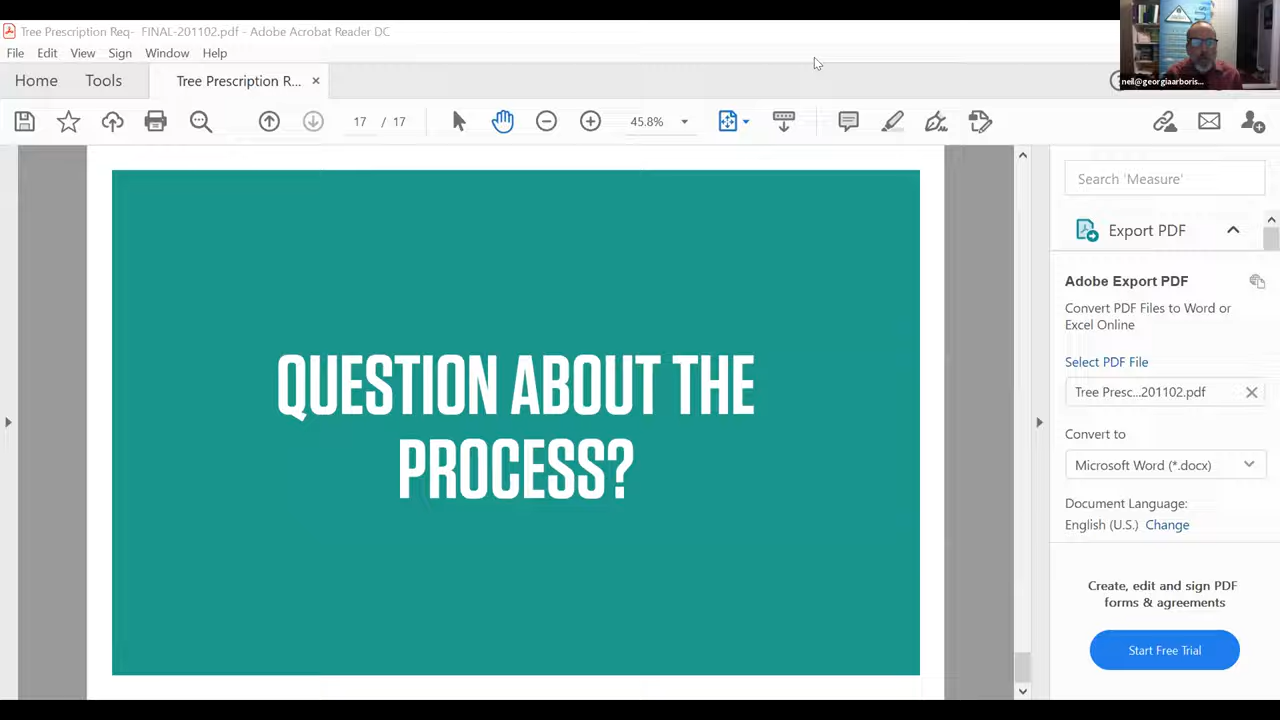 Tree Prescription Req- FINAL-201102.pdf - Adobe Acrobat Reader DC
File Edit View Sign Window Help
Home Tools Tree Prescription R... ×
17 / 17 45.8%
neil@georgiaarboris...
Search 'Measure'
Export PDF
Adobe Export PDF
Convert PDF Files to Word or
Excel Online
Select PDF File
Tree Presc...201102.pdf
Convert to
Microsoft Word (*.docx)
Document Language:
English (U.S.) Change
Create, edit and sign PDF
forms & agreements
Start Free Trial
QUESTION ABOUT THE
PROCESS?